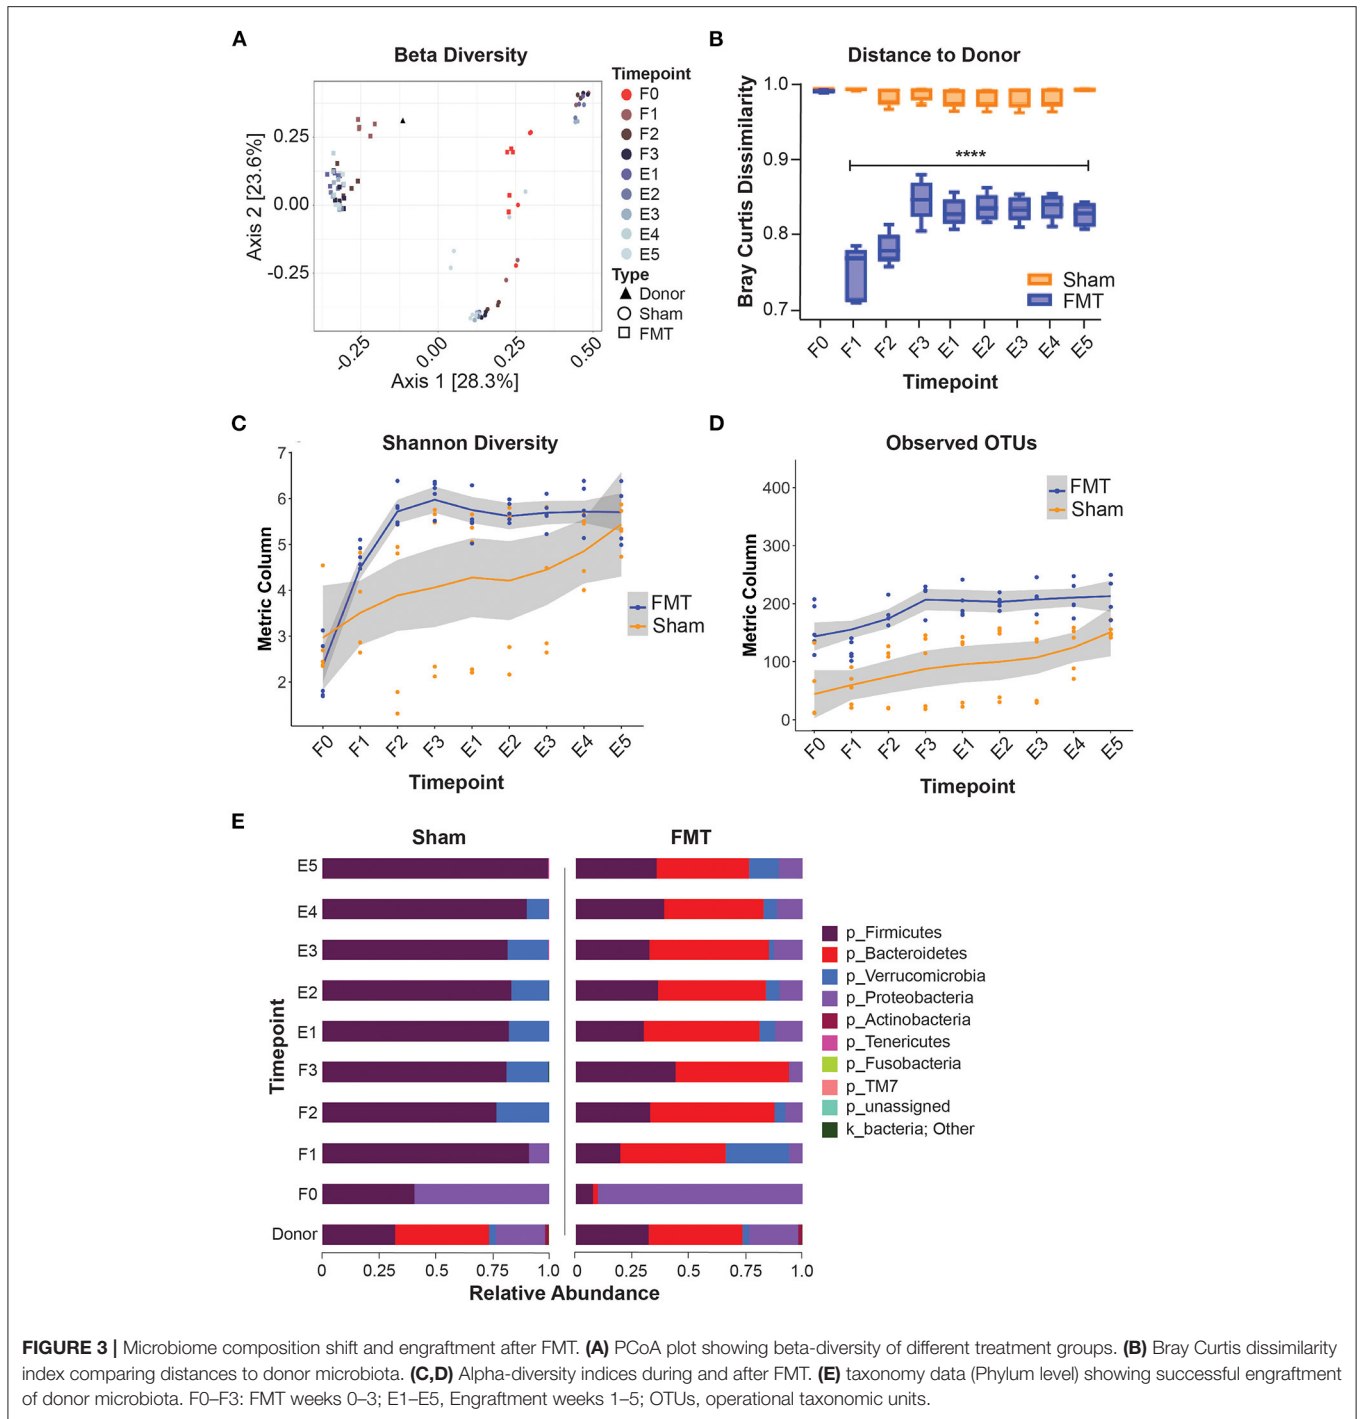 A
Beta Diversity
Axis 2 [23.6%]
0.25
0.00
-0.25
-0.25
0.00
0.25
0.50
Axis 1 [28.3%]
Timepoint
F0
F1
F2
F3
E1
E2
E3
E4
E5
Type
Donor
Sham
FMT
B
Distance to Donor
Bray Curtis Dissimilarity
1.0
0.9
0.8
0.7
****
Sham
FMT
F0
F1
F2
F3
E1
E2
E3
E4
E5
Timepoint
C
Shannon Diversity
Metric Column
7
6
5
4
3
2
FMT
Sham
F0
F1
F2
F3
E1
E2
E3
E4
E5
Timepoint
D
Observed OTUs
Metric Column
400
300
200
100
0
FMT
Sham
F0
F1
F2
F3
E1
E2
E3
E4
E5
Timepoint
E
Sham
FMT
Timepoint
E5
E4
E3
E2
E1
F3
F2
F1
F0
Donor
0
0.25
0.5
0.75
1.0
0
0.25
0.5
0.75
1.0
Relative Abundance
p_Firmicutes
p_Bacteroidetes
p_Verrucomicrobia
p_Proteobacteria
p_Actinobacteria
p_Tenericutes
p_Fusobacteria
p_TM7
p_unassigned
k_bacteria; Other
FIGURE 3 | Microbiome composition shift and engraftment after FMT. (A) PCoA plot showing beta-diversity of different treatment groups. (B) Bray Curtis dissimilarity
index comparing distances to donor microbiota. (C,D) Alpha-diversity indices during and after FMT. (E) taxonomy data (Phylum level) showing successful engraftment
of donor microbiota. F0–F3: FMT weeks 0–3; E1–E5, Engraftment weeks 1–5; OTUs, operational taxonomic units.